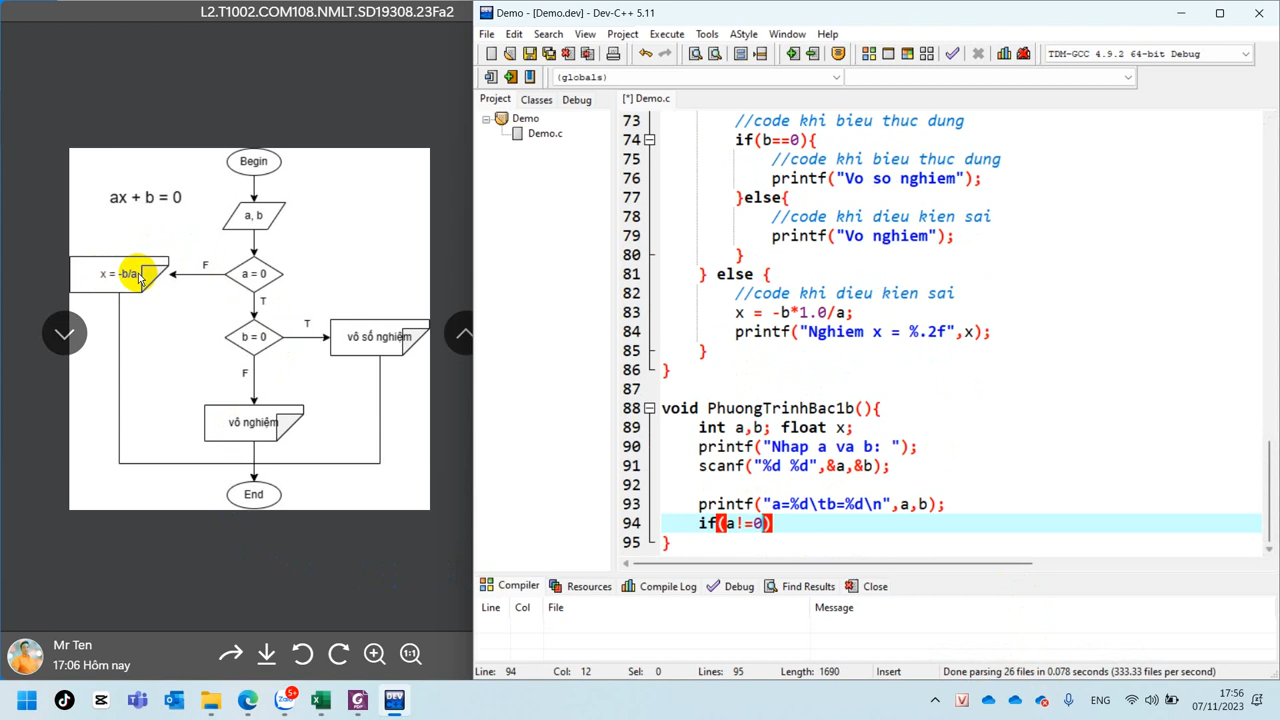 L2.T1002.COM108.NMLT.SD19308.23Fa2
Begin
ax + b = 0
a, b
F
x = -b/a
a = 0
T
T
b = 0
vô số nghiệm
F
vô nghiệm
End
Mr Ten
17:06 Hôm nay
1:1
Demo - [Demo.dev] - Dev-C++ 5.11
File Edit Search View Project Execute Tools AStyle Window Help
TDM-GCC 4.9.2 64-bit Debug
(globals)
Project Classes Debug
[*] Demo.c
Demo
Demo.c
73 //code khi bieu thuc dung
74 if(b==0){
75 //code khi bieu thuc dung
76 printf("Vo so nghiem");
77 }else{
78 //code khi dieu kien sai
79 printf("Vo nghiem");
80 }
81 } else {
82 //code khi dieu kien sai
83 x = -b*1.0/a;
84 printf("Nghiem x = %.2f",x);
85 }
86 }
87
88 void PhuongTrinhBac1b(){
89 int a,b; float x;
90 printf("Nhap a va b: ");
91 scanf("%d %d",&a,&b);
92
93 printf("a=%d\tb=%d\n",a,b);
94 if(a!=0)
95 }
Compiler Resources Compile Log Debug Find Results Close
Line Col File Message
Line: 94 Col: 12 Sel: 0 Lines: 95 Length: 1690 Insert Done parsing 26 files in 0.078 seconds (333.33 files per second)
5+
Zalo
PDF
DEV
V
ENG
17:56
07/11/2023